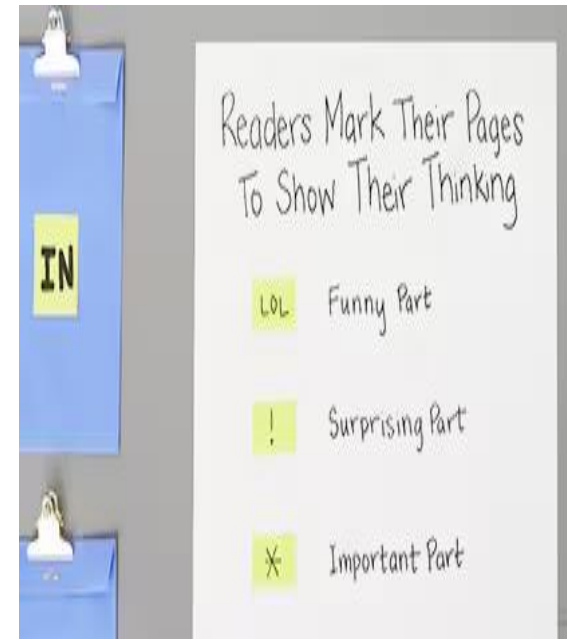 IN
Readers Mark Their Pages
To Show Their Thinking
LOL Funny Part
! Surprising Part
* Important Part